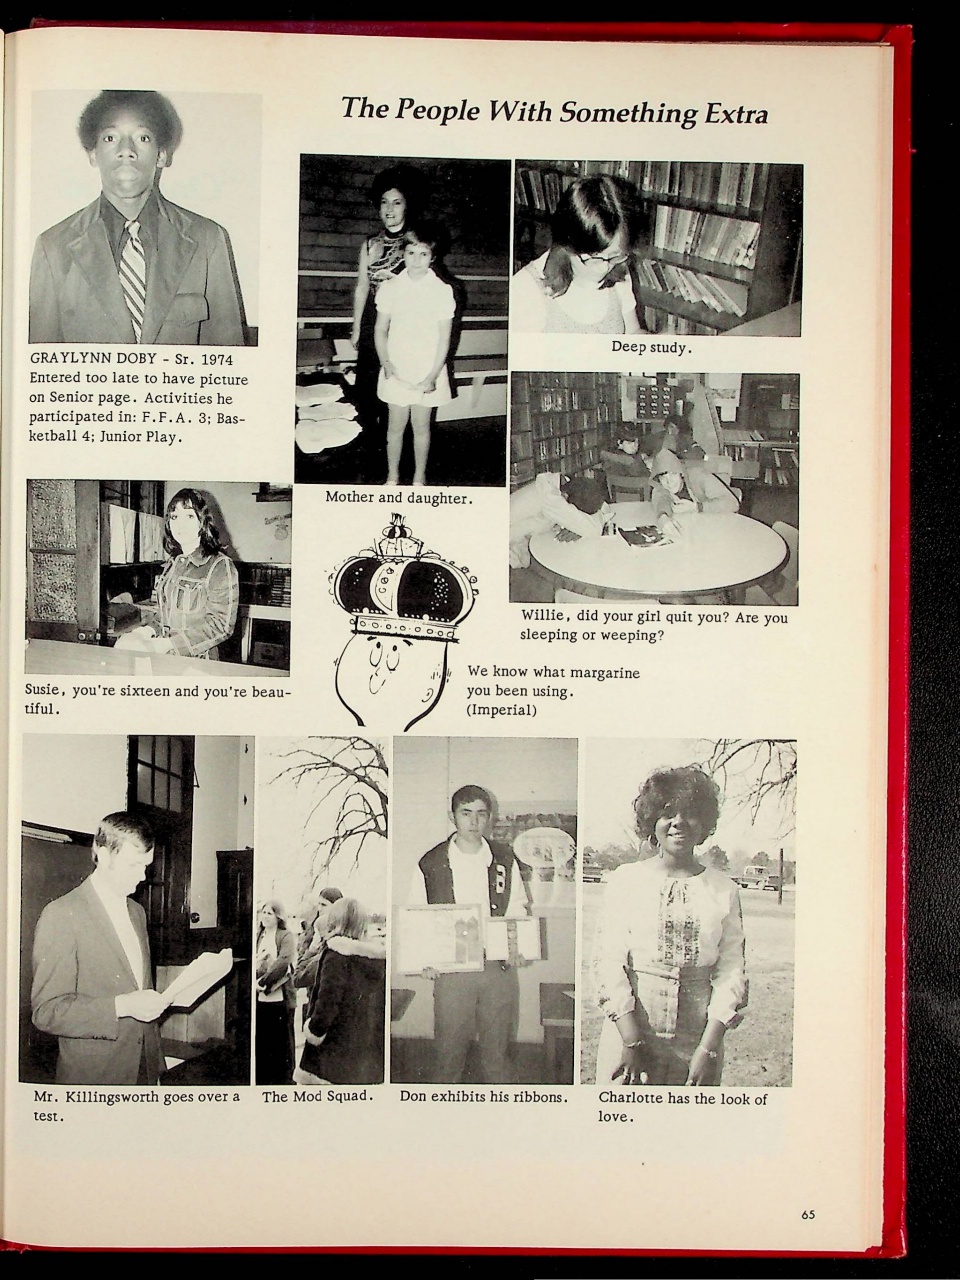 The People With Something Extra
GRAYLYNN DOBY - Sr. 1974
Entered too late to have picture
on Senior page. Activities he
participated in: F.F.A. 3; Bas-
ketball 4; Junior Play.
Mother and daughter.
Deep study.
Willie, did your girl quit you? Are you
sleeping or weeping?
Susie, you're sixteen and you're beau-
tiful.
We know what margarine
you been using.
(Imperial)
Mr. Killingsworth goes over a
test.
The Mod Squad.
Don exhibits his ribbons.
Charlotte has the look of
love.
65